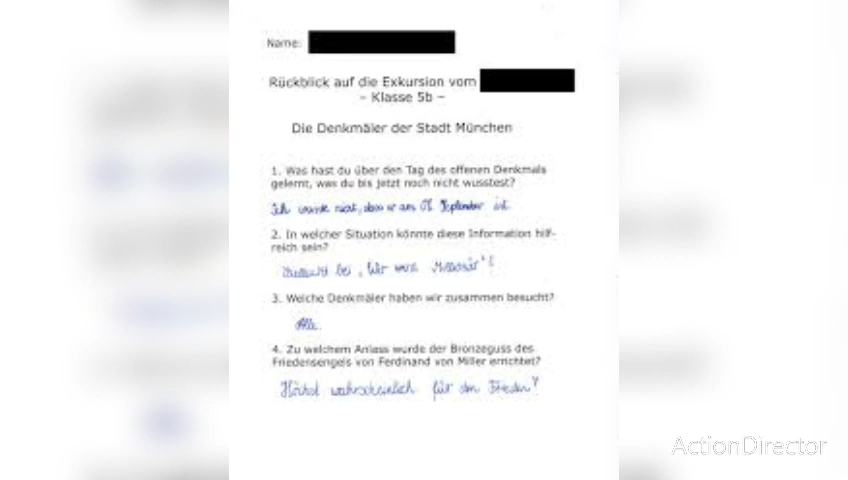 Name:
Rückblick auf die Exkursion vom
– Klasse 5b –
Die Denkmäler der Stadt München
1. Was hast du über den Tag des offenen Denkmals
gelernt, was du bis jetzt noch nicht wusstest?
Ich wusste nicht, dass er am 08. September ist.
2. In welcher Situation könnte diese Information hilf-
reich sein?
Vielleicht bei „Wer wird Millionär"?
3. Welche Denkmäler haben wir zusammen besucht?
Alle.
4. Zu welchem Anlass wurde der Bronzeguss des
Friedensengels von Ferdinand von Miller errichtet?
Höchst wahrscheinlich für den Frieden?
ActionDirector